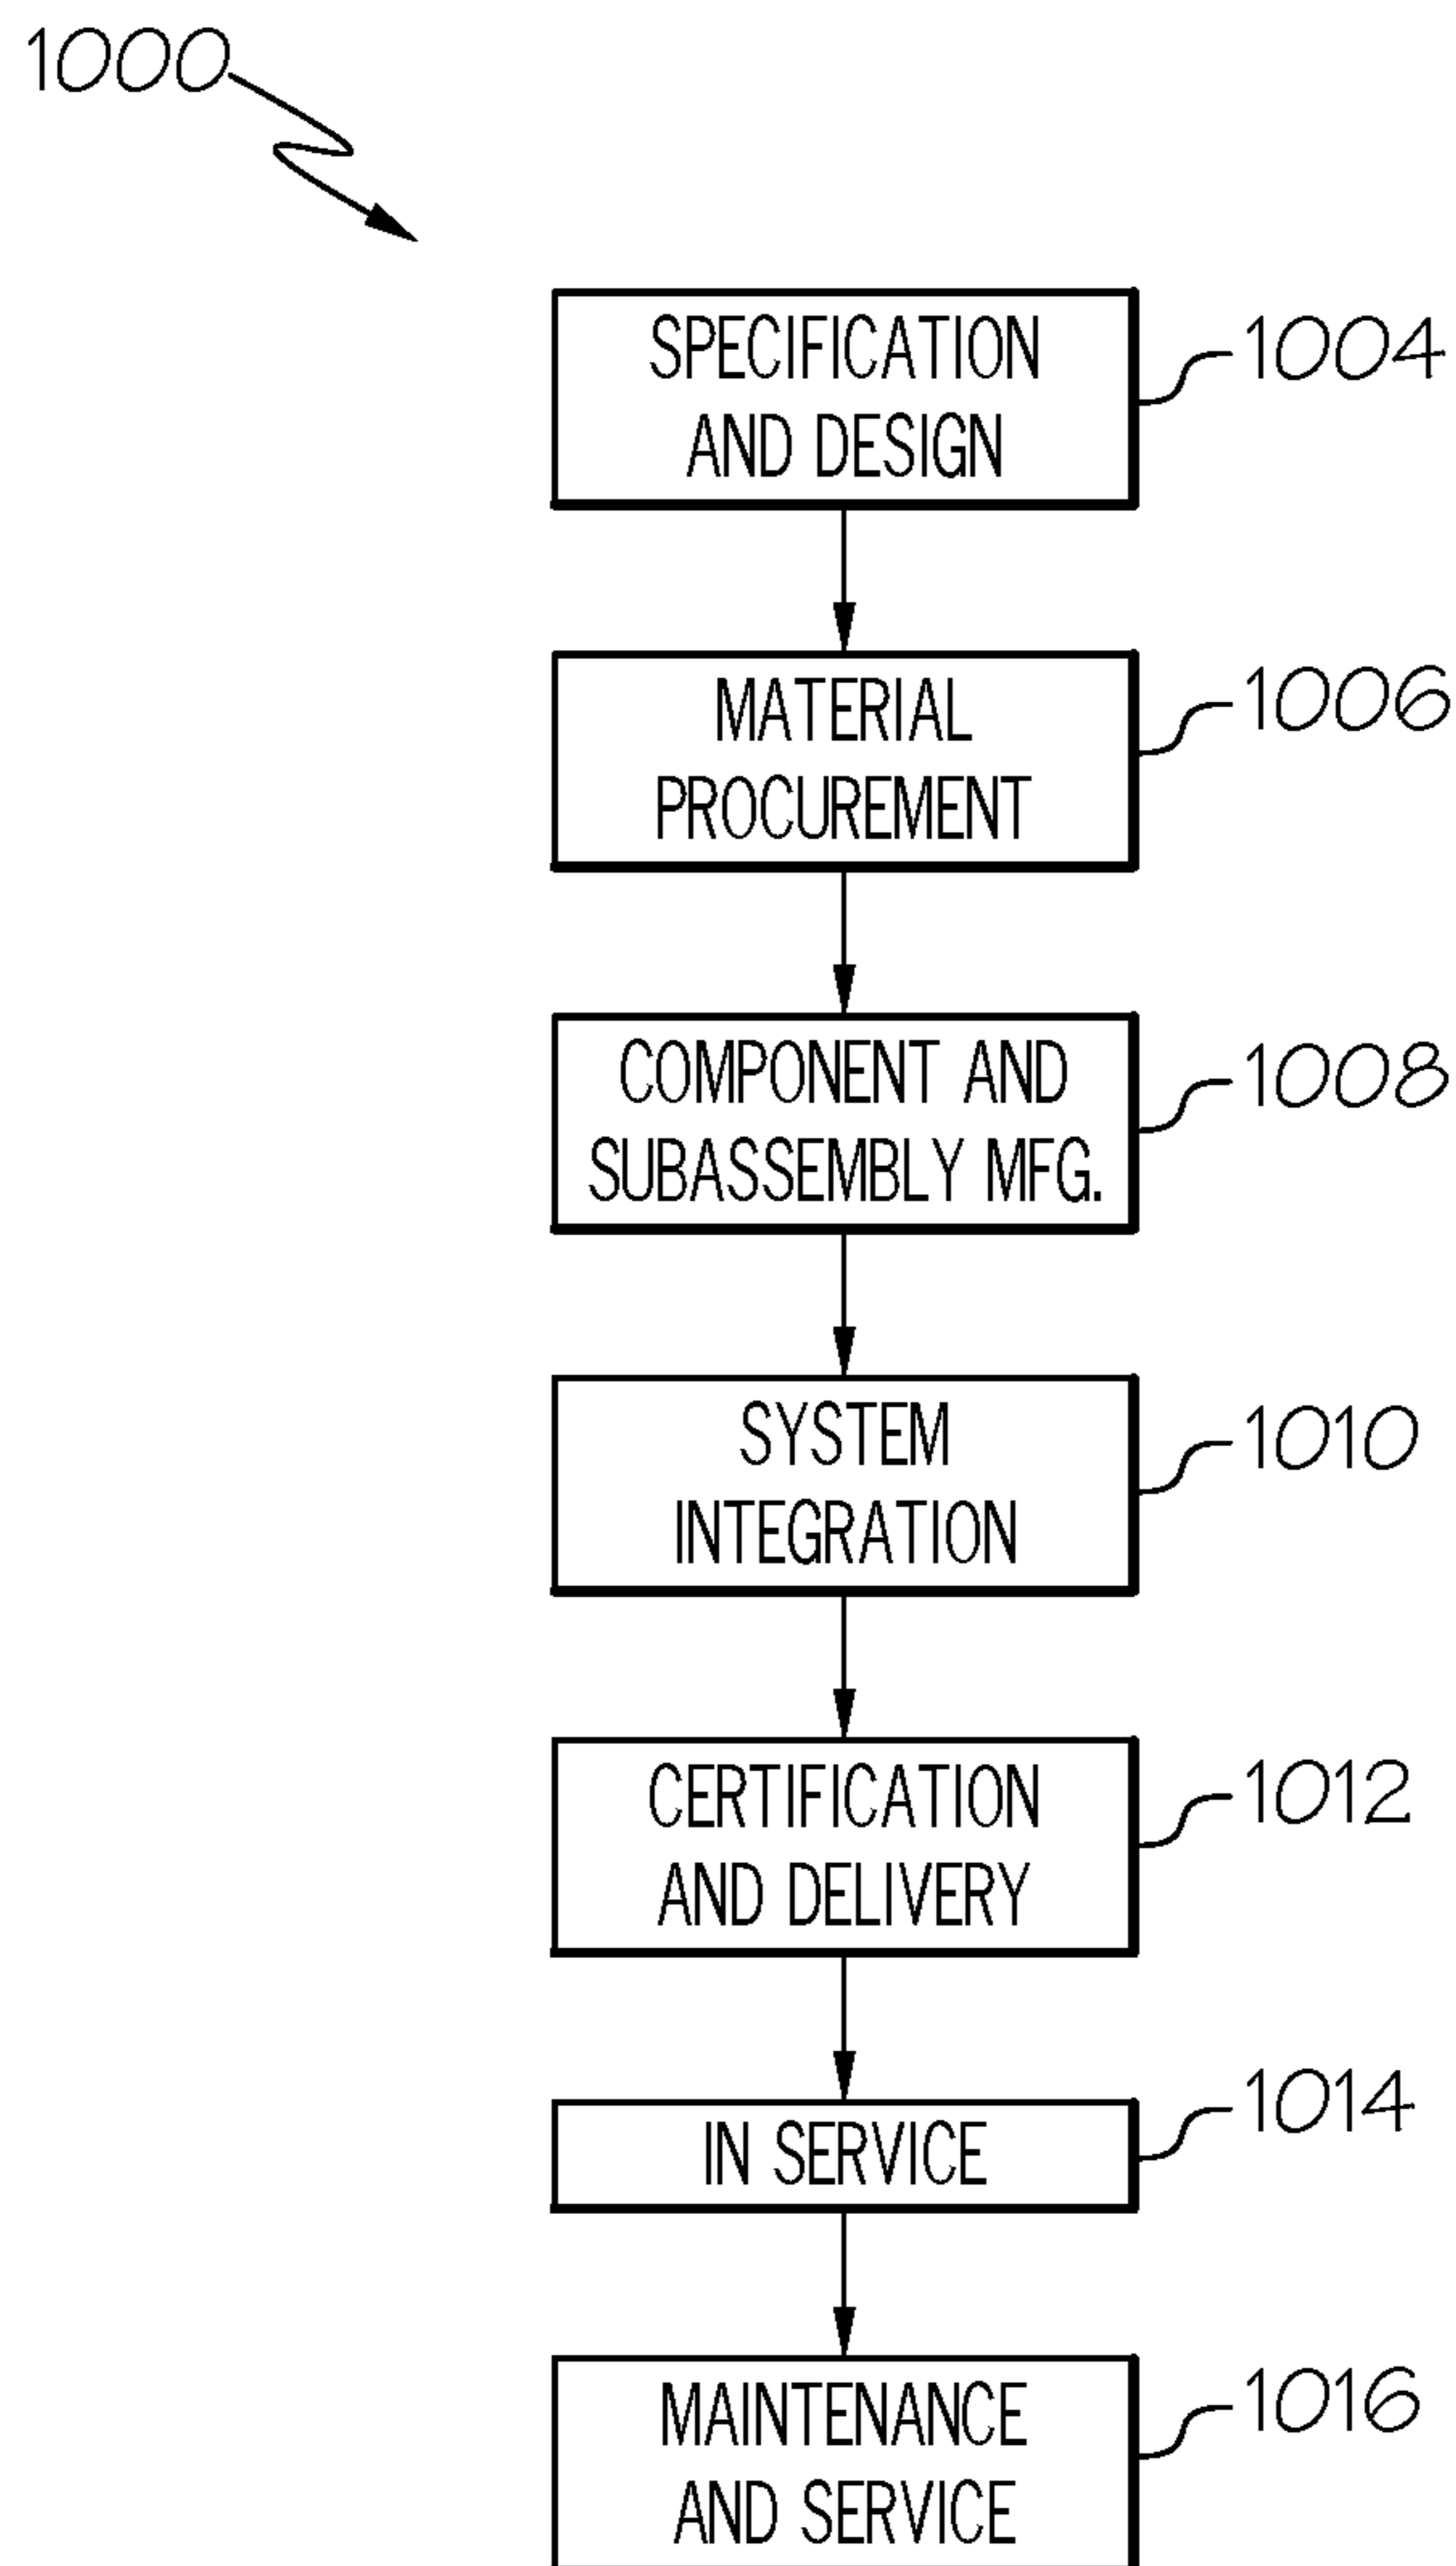 1000
SPECIFICATION
AND DESIGN
1004
MATERIAL
PROCUREMENT
1006
COMPONENT AND
SUBASSEMBLY MFG.
1008
SYSTEM
INTEGRATION
1010
CERTIFICATION
AND DELIVERY
1012
IN SERVICE
1014
MAINTENANCE
AND SERVICE
1016